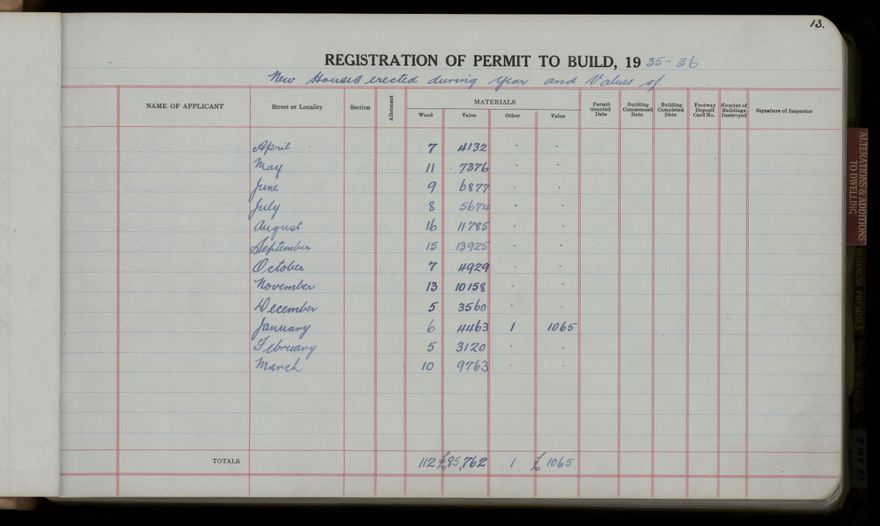 13.
REGISTRATION OF PERMIT TO BUILD, 1935-36
New Houses erected during Year and Values of.
NAME OF APPLICANT Street or Locality Section Allotment MATERIALS Wood Value Other Value Permit Granted Date Building Commenced Date Building Completed Date Footway Deposit Card No. Number of Buildings Destroyed Signature of Inspector
April 7 4132 - -
May 11 7376 - -
June 9 6877 - -
July 8 5674 - -
August 16 11785 - -
September 15 13925 - -
October 7 4929 - -
November 13 10158 - -
December 5 3560 - -
January 6 4463 1 1065
February 5 3120 - -
March 10 9763 - -
TOTALS 112 £85,762 1 £1065
ALTERATIONS & ADDITIONS
TO DWELLING
BUSINESS PREMISES